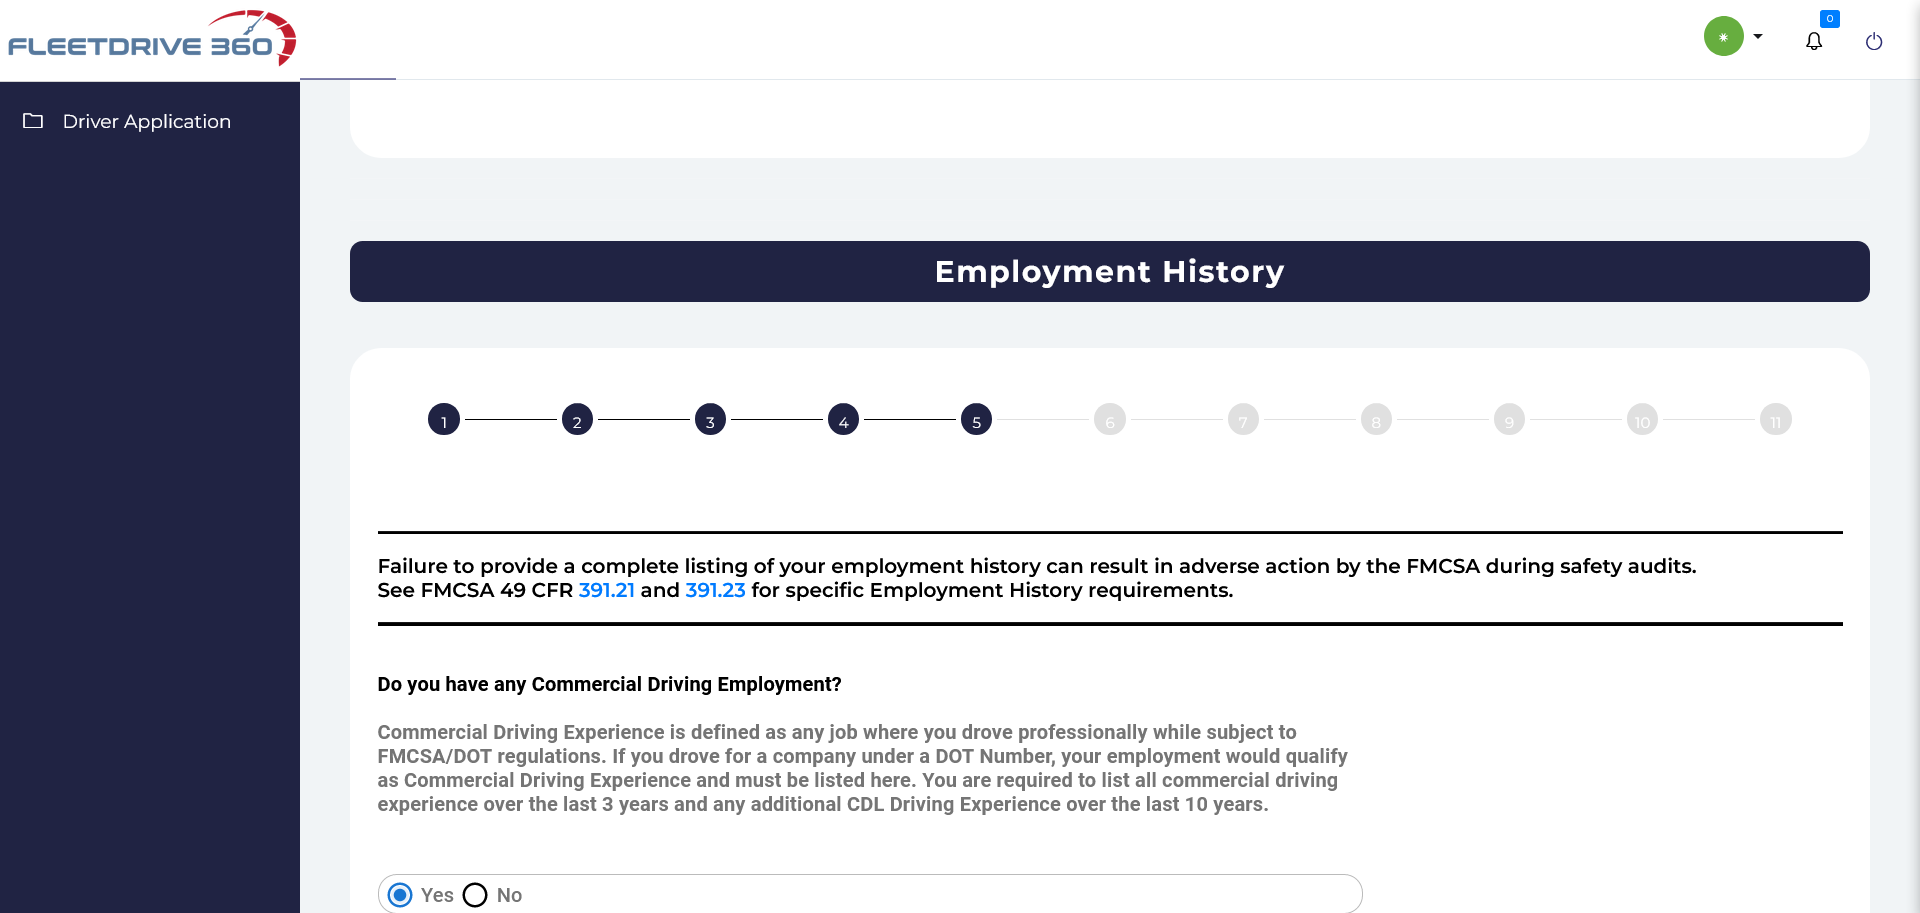 FLEETDRIVE 360
0
Driver Application
Employment History
1 2 3 4 5 6 7 8 9 10 11
Failure to provide a complete listing of your employment history can result in adverse action by the FMCSA during safety audits.
See FMCSA 49 CFR 391.21 and 391.23 for specific Employment History requirements.
Do you have any Commercial Driving Employment?
Commercial Driving Experience is defined as any job where you drove professionally while subject to
FMCSA/DOT regulations. If you drove for a company under a DOT Number, your employment would qualify
as Commercial Driving Experience and must be listed here. You are required to list all commercial driving
experience over the last 3 years and any additional CDL Driving Experience over the last 10 years.
Yes No